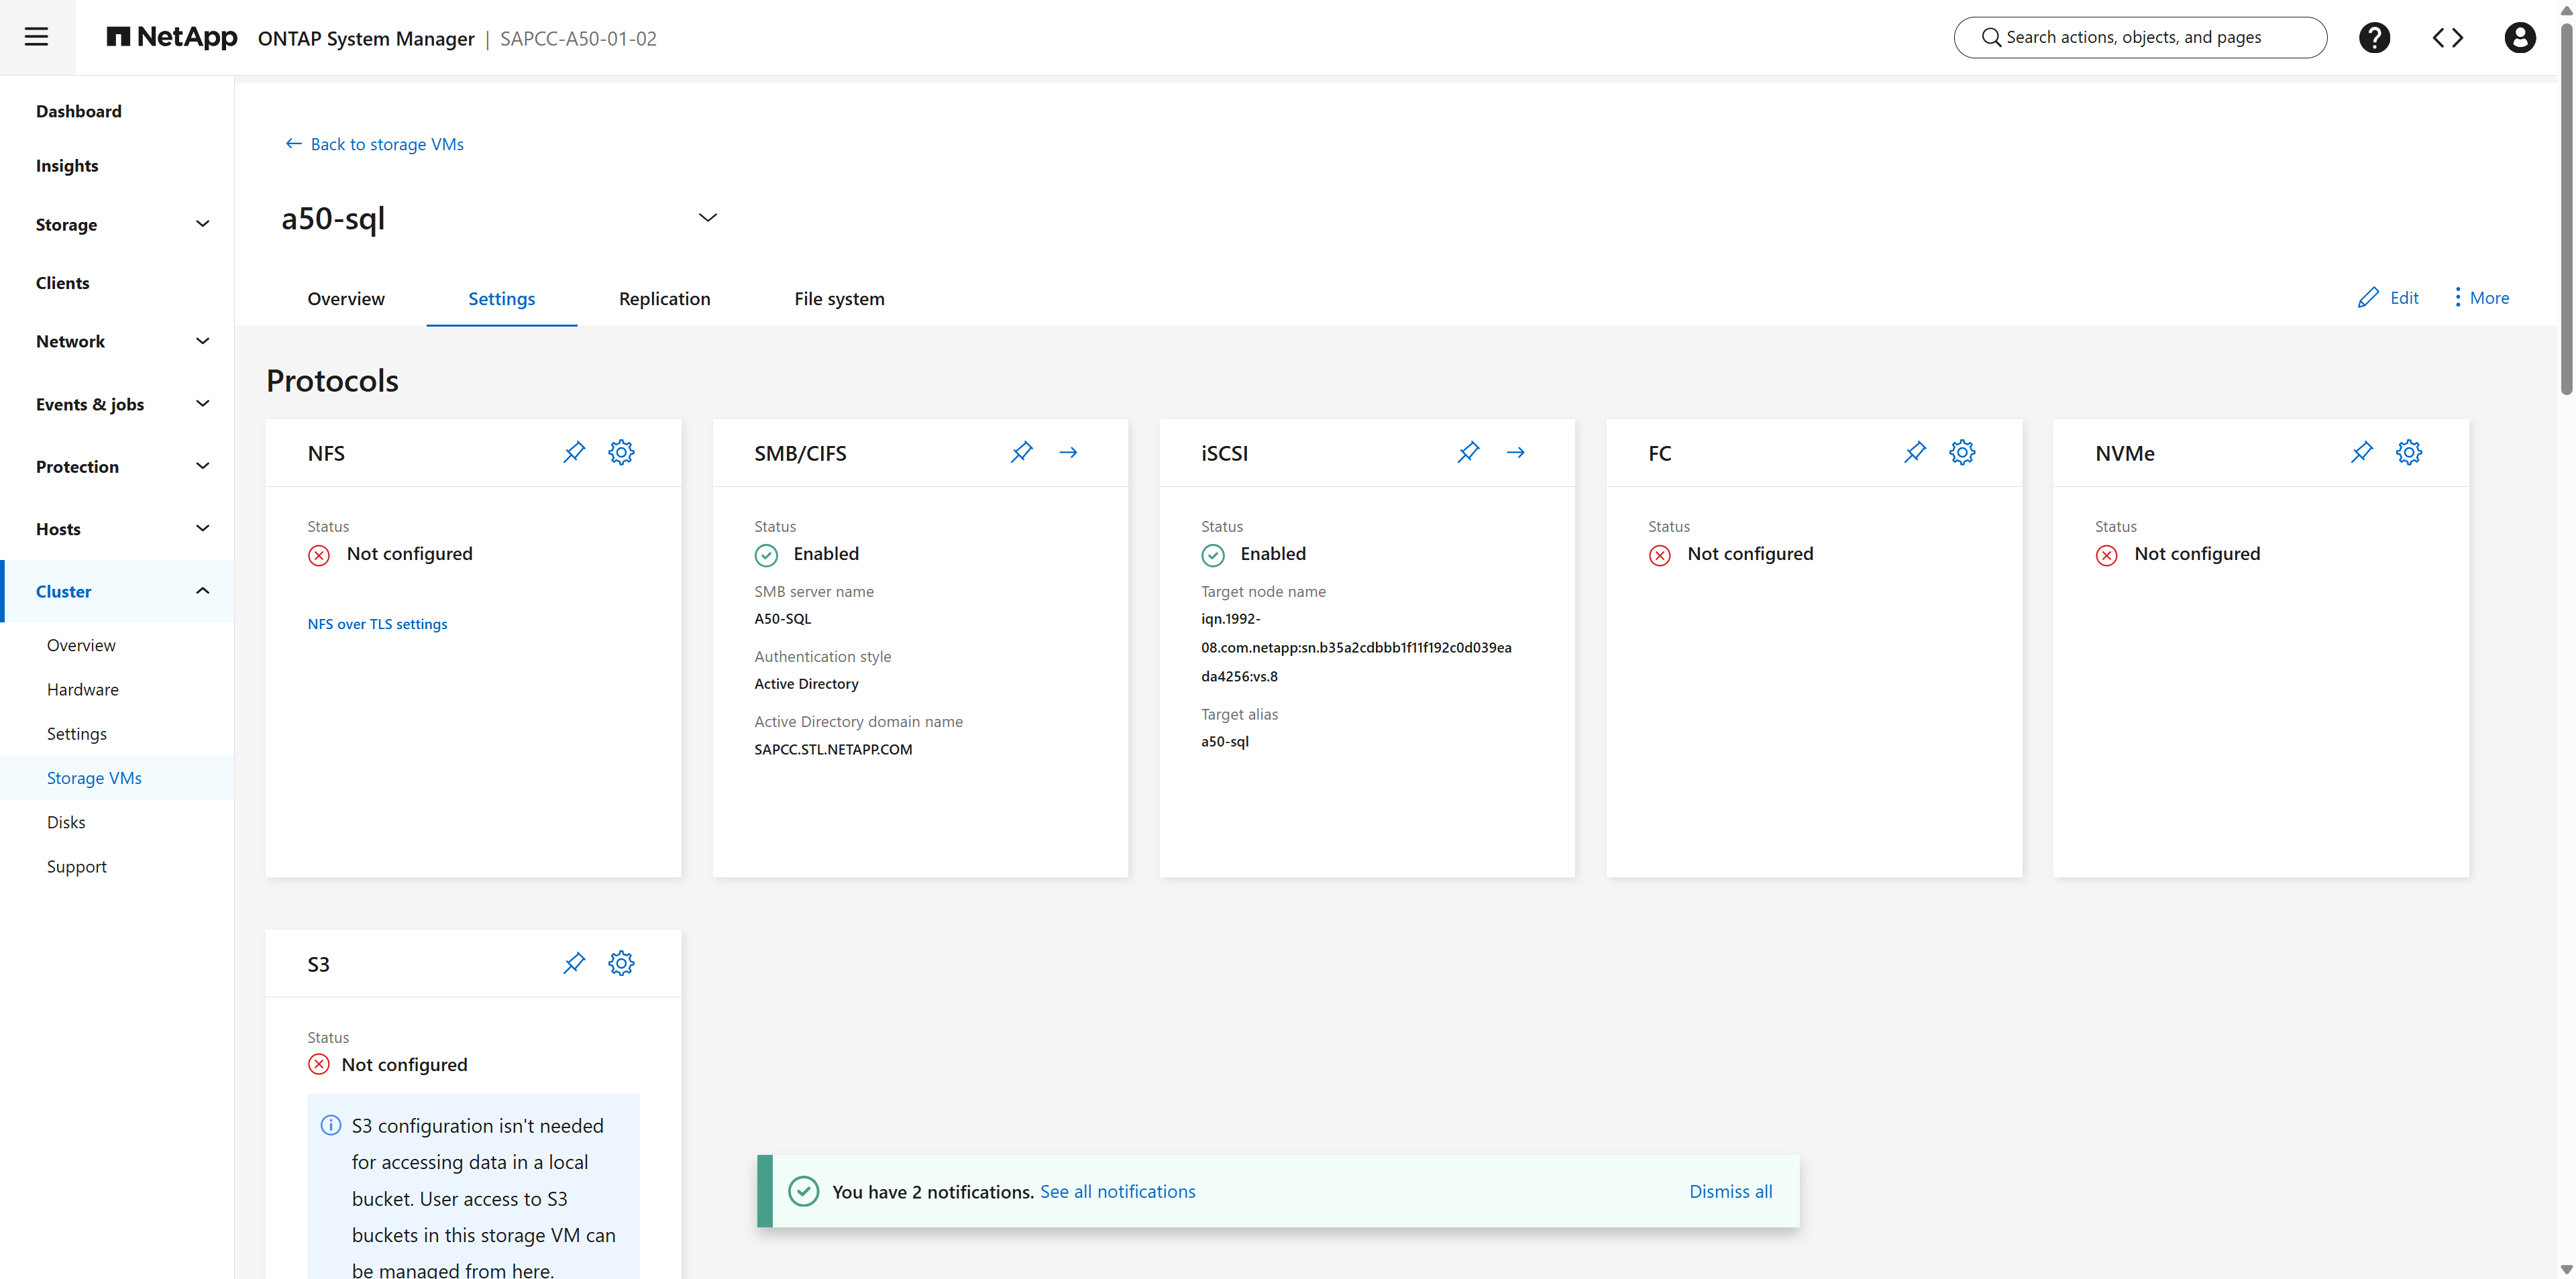 NetApp ONTAP System Manager | SAPCC-A50-01-02
Search actions, objects, and pages
Dashboard
Insights
Storage
Clients
Network
Events & jobs
Protection
Hosts
Cluster
Overview
Hardware
Settings
Storage VMs
Disks
Support
Back to storage VMs
a50-sql
Overview
Settings
Replication
File system
Edit
More
Protocols
NFS
Status
Not configured
NFS over TLS settings
SMB/CIFS
Status
Enabled
SMB server name
A50-SQL
Authentication style
Active Directory
Active Directory domain name
SAPCC.STL.NETAPP.COM
iSCSI
Status
Enabled
Target node name
iqn.1992-
08.com.netapp:sn.b35a2cdbbb1f11f192c0d039ea
da4256:vs.8
Target alias
a50-sql
FC
Status
Not configured
NVMe
Status
Not configured
S3
Status
Not configured
S3 configuration isn't needed
for accessing data in a local
bucket. User access to S3
buckets in this storage VM can
be managed from here.
You have 2 notifications. See all notifications
Dismiss all